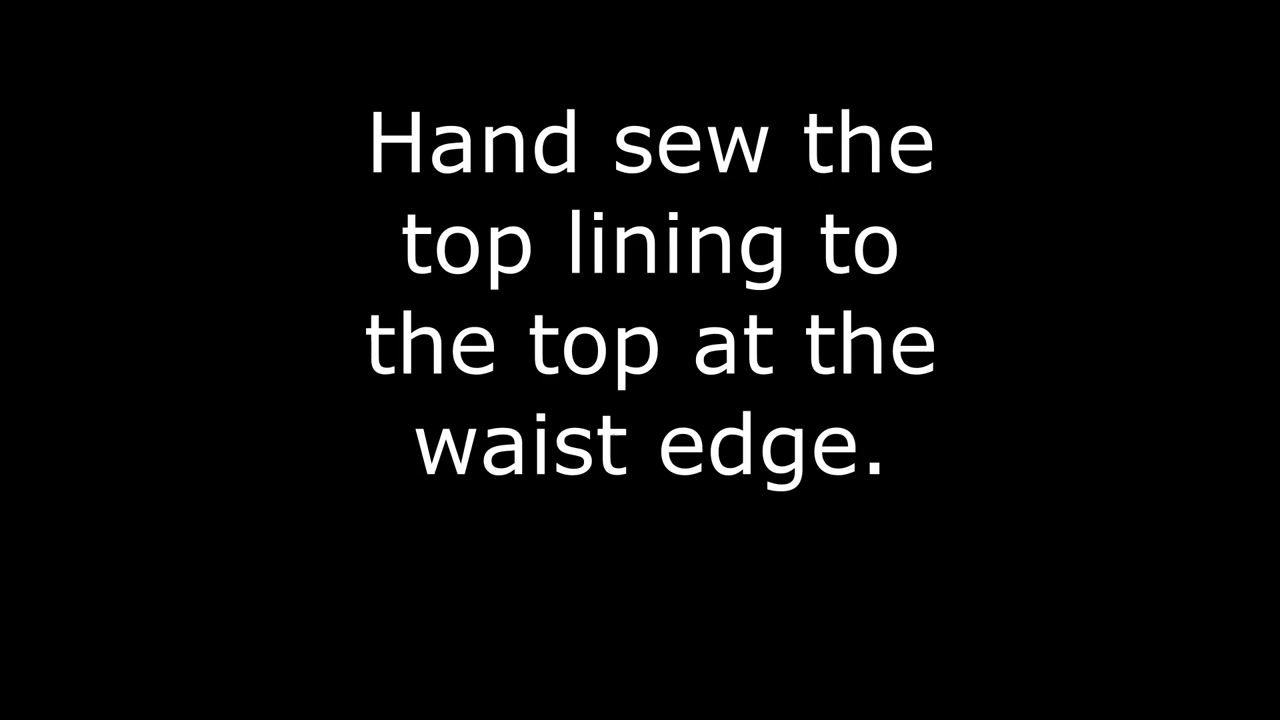 Hand sew the
top lining to
the top at the
waist edge.